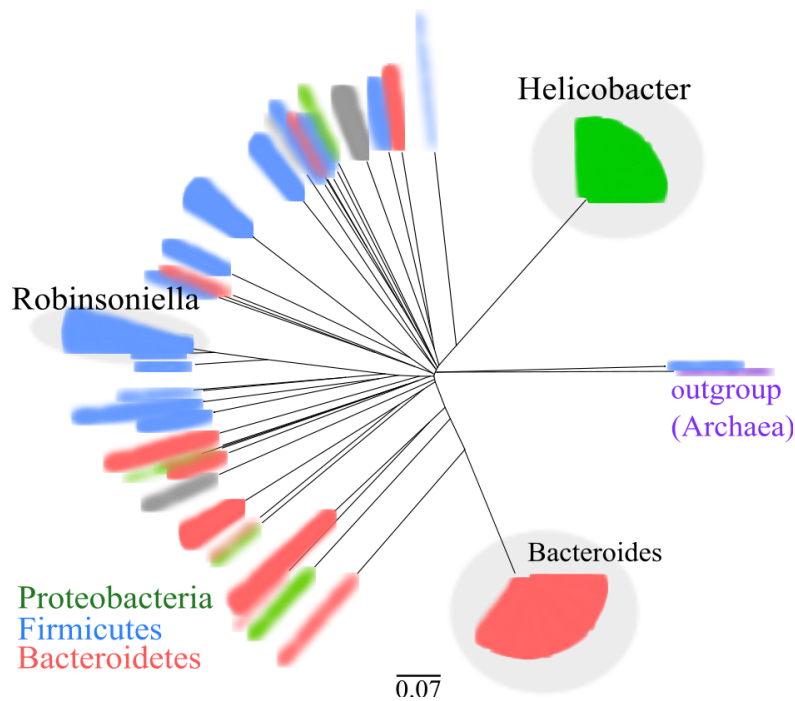 Helicobacter
Robinsoniella
outgroup
(Archaea)
Bacteroides
Proteobacteria
Firmicutes
Bacteroidetes
0.07